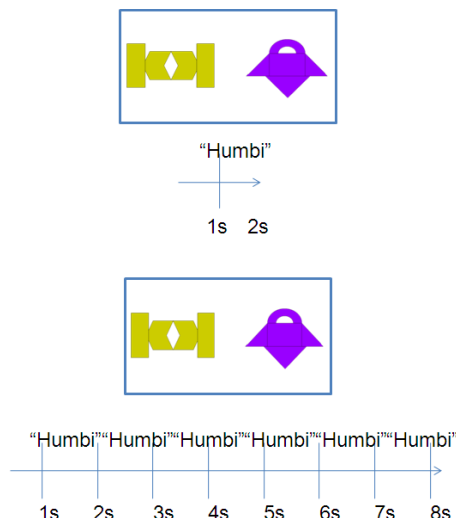 “Humbi”
1s 2s
“Humbi” “Humbi” “Humbi” “Humbi” “Humbi” “Humbi”
1s 2s 3s 4s 5s 6s 7s 8s